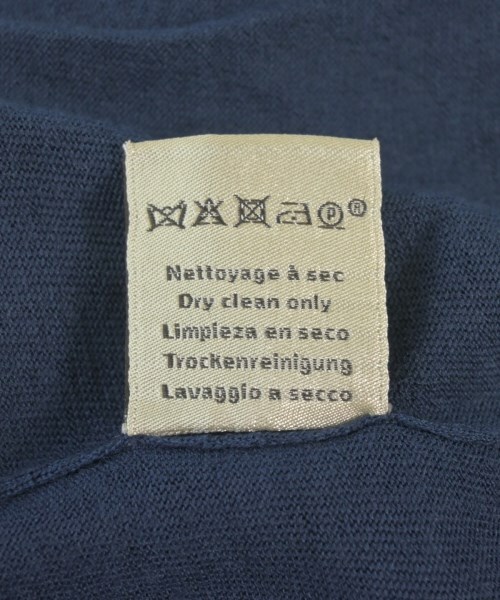 P ®
Nettoyage à sec
Dry clean only
Limpieza en seco
Trockenreinigung
Lavaggio a secco